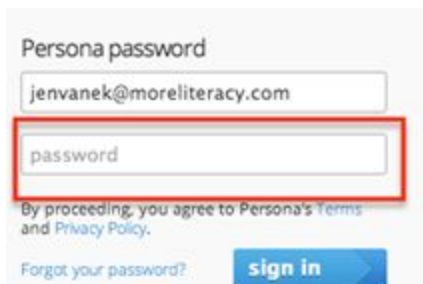 Persona password
jenvanek@moreliteracy.com
password
By proceeding, you agree to Persona's Terms
and Privacy Policy.
Forgot your password?
sign in